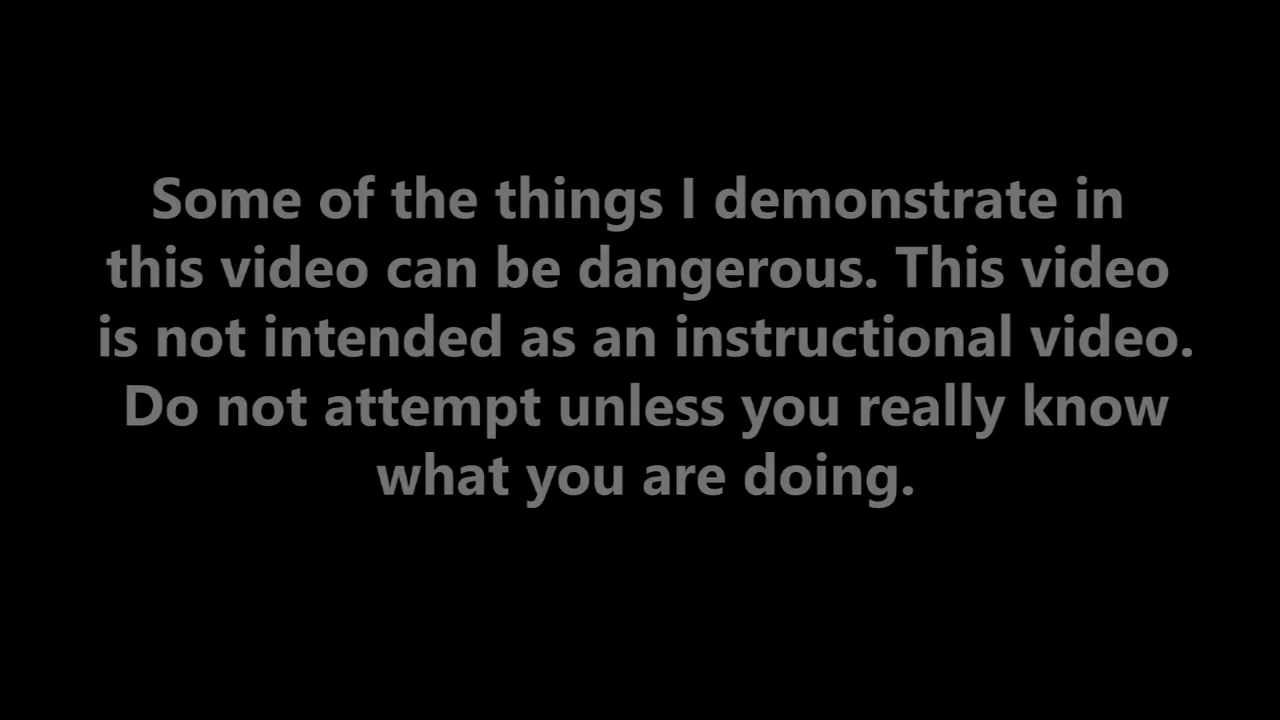 Some of the things I demonstrate in
this video can be dangerous. This video
is not intended as an instructional video.
Do not attempt unless you really know
what you are doing.